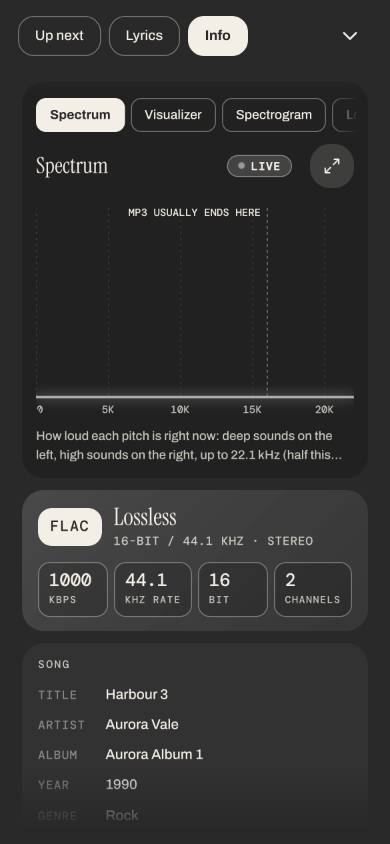 Up next Lyrics Info
Spectrum Visualizer Spectrogram
Spectrum LIVE
MP3 USUALLY ENDS HERE
0 5K 10K 15K 20K
How loud each pitch is right now: deep sounds on the
left, high sounds on the right, up to 22.1 kHz (half this...
FLAC Lossless
16-BIT / 44.1 KHZ · STEREO
1000 44.1 16 2
KBPS KHZ RATE BIT CHANNELS
SONG
TITLE Harbour 3
ARTIST Aurora Vale
ALBUM Aurora Album 1
YEAR 1990
GENRE Rock